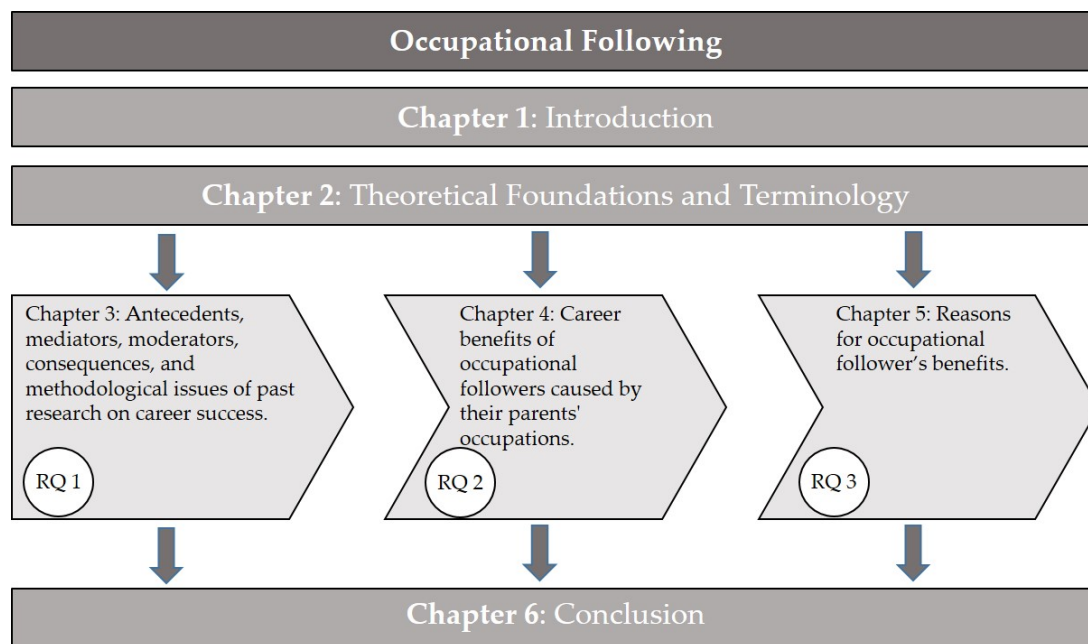 Occupational Following
Chapter 1: Introduction
Chapter 2: Theoretical Foundations and Terminology
Chapter 3: Antecedents,
mediators, moderators,
consequences, and
methodological issues of past
research on career success.
RQ 1
Chapter 4: Career
benefits of
occupational
followers caused by
their parents'
occupations.
RQ 2
Chapter 5: Reasons
for occupational
follower’s benefits.
RQ 3
Chapter 6: Conclusion